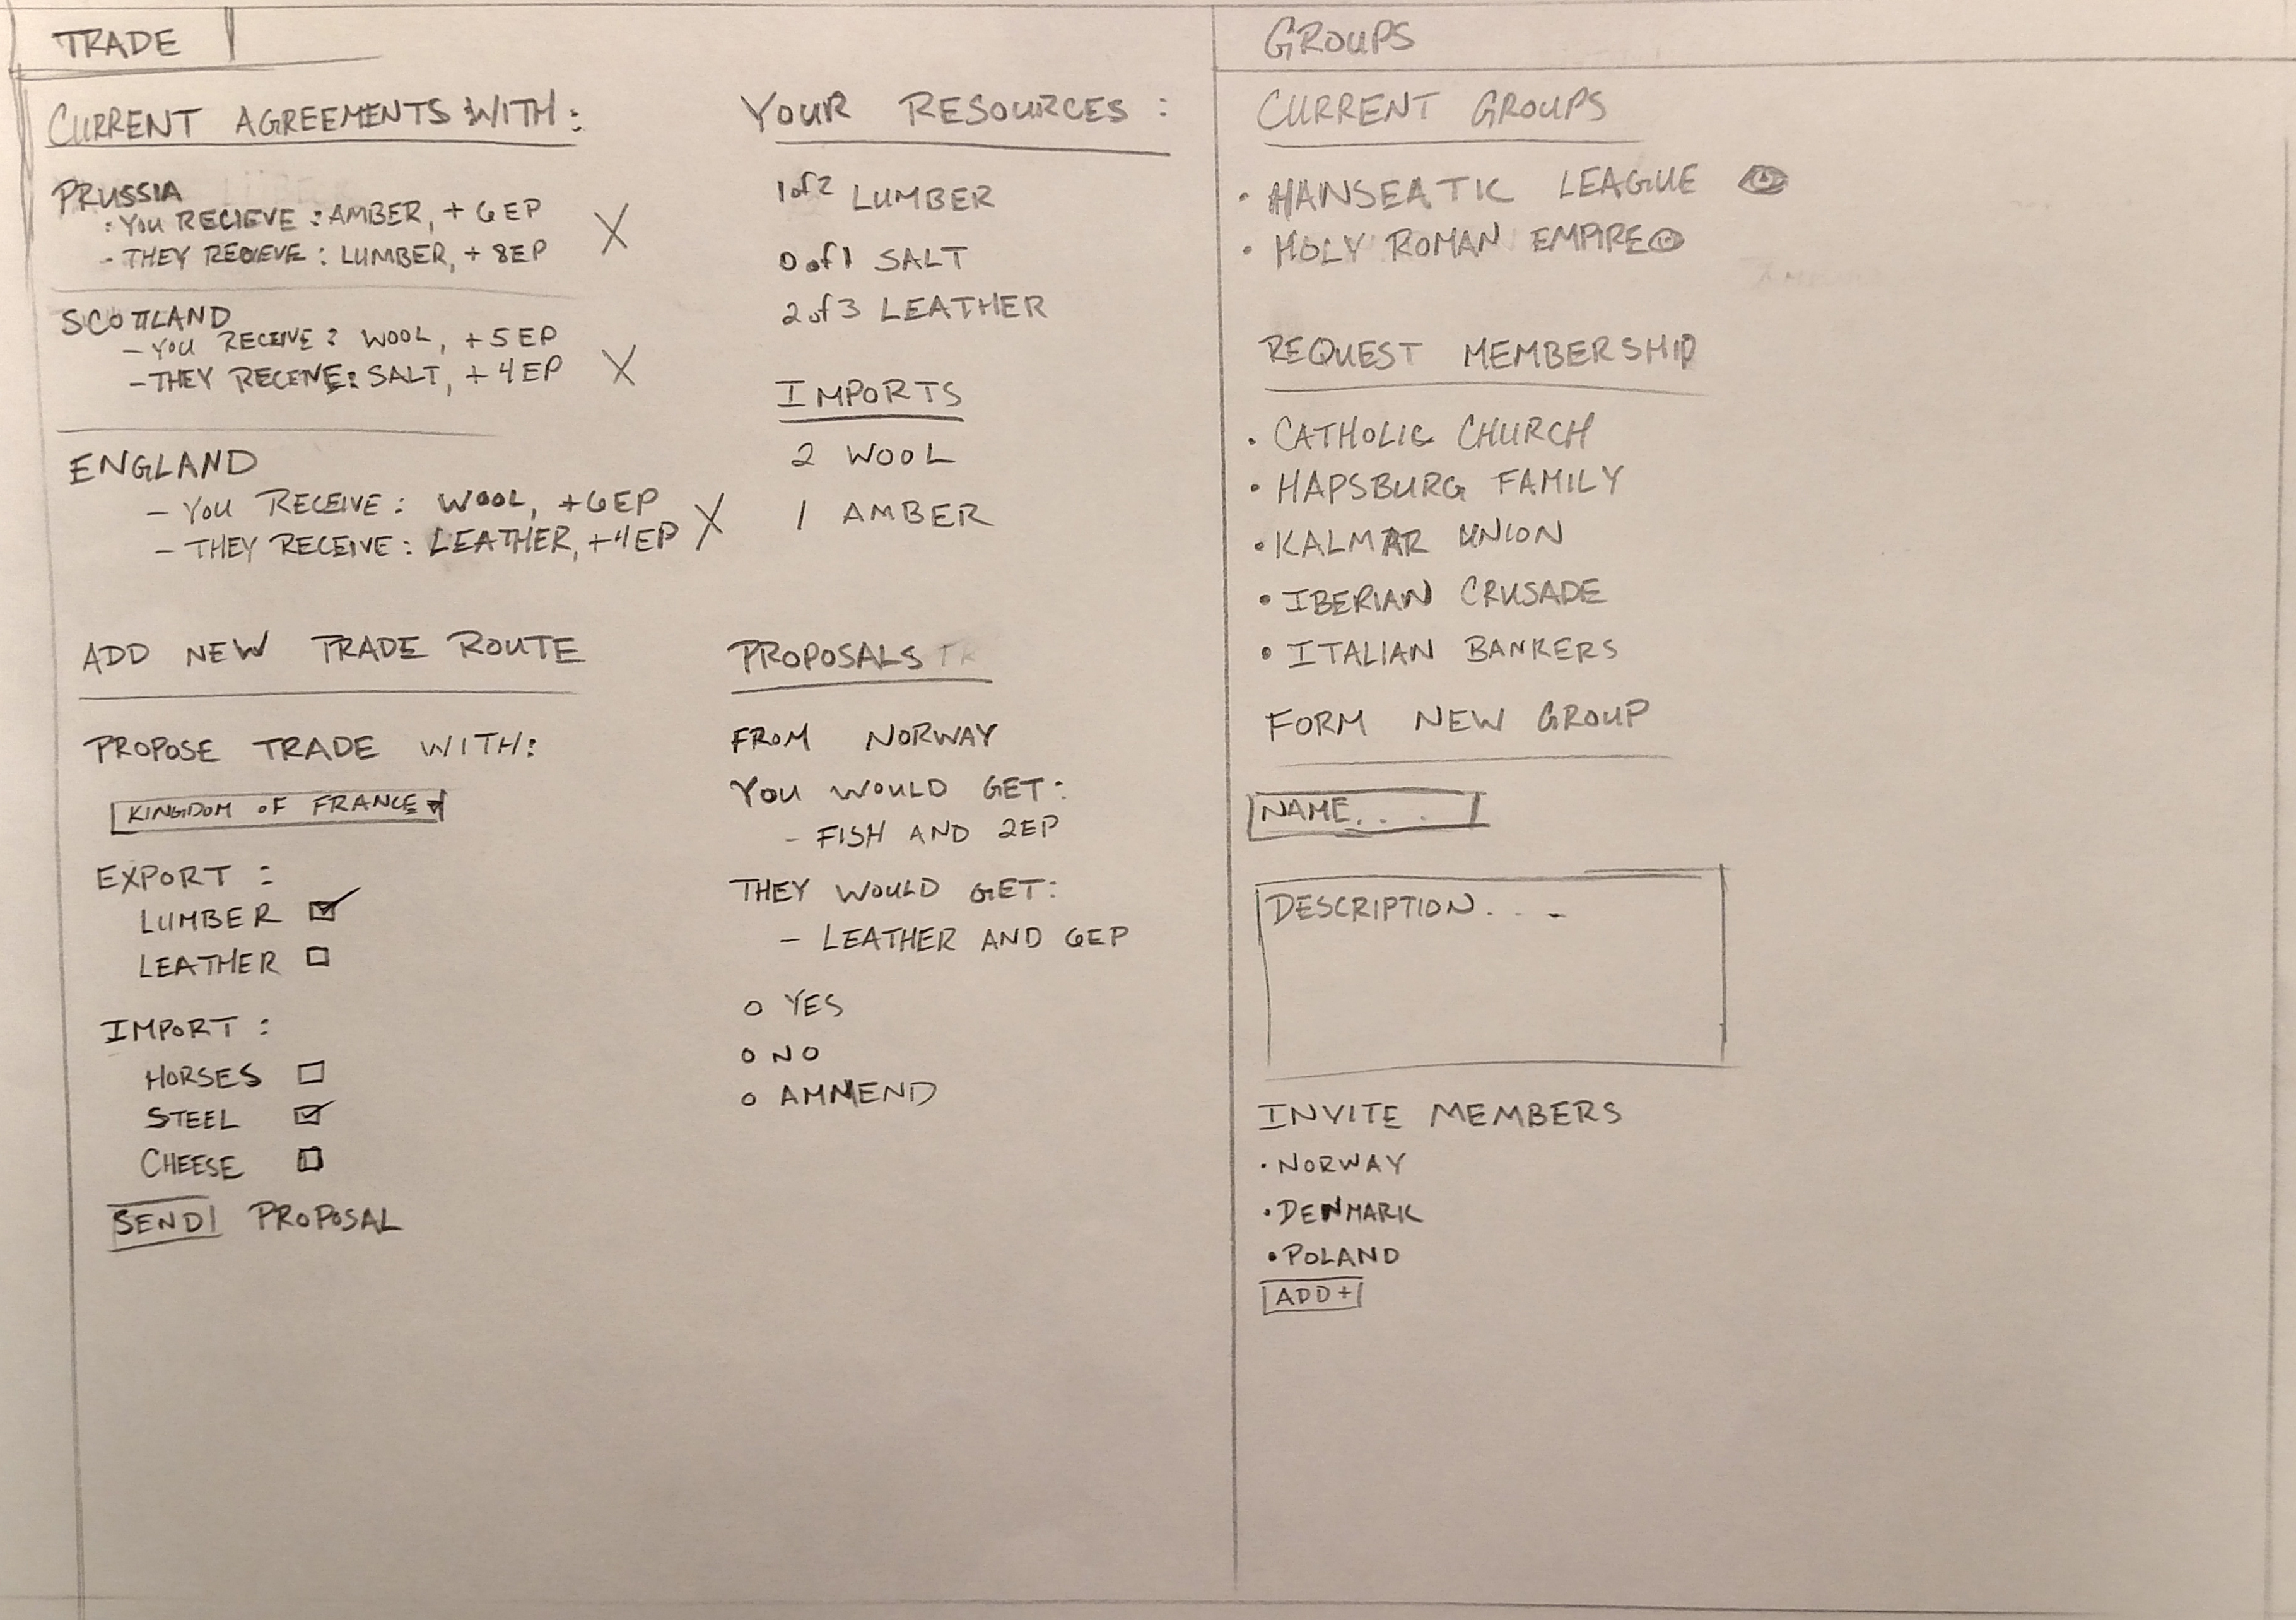 TRADE
CURRENT AGREEMENTS WITH:
PRUSSIA
: YOU RECIEVE : AMBER, + 6 EP
- THEY RECIEVE : LUMBER, + 8EP
X
SCOTTLAND
- YOU RECEIVE : WOOL, + 5 EP
- THEY RECEIVE: SALT, + 4EP
X
ENGLAND
- YOU RECEIVE : WOOL, +6EP
- THEY RECEIVE : LEATHER, +4EP
X
ADD NEW TRADE ROUTE
PROPOSE TRADE WITH:
KINGDOM OF FRANCE
EXPORT :
LUMBER
LEATHER
IMPORT :
HORSES
STEEL
CHEESE
SEND PROPOSAL
YOUR RESOURCES :
1 of 2 LUMBER
0 of 1 SALT
2 of 3 LEATHER
IMPORTS
2 WOOL
1 AMBER
PROPOSALS
FROM NORWAY
YOU WOULD GET:
- FISH AND 2EP
THEY WOULD GET:
- LEATHER AND 6EP
YES
NO
AMMEND
GROUPS
CURRENT GROUPS
• HANSEATIC LEAGUE
• HOLY ROMAN EMPIRE
REQUEST MEMBERSHIP
• CATHOLIC CHURCH
• HAPSBURG FAMILY
• KALMAR UNION
• IBERIAN CRUSADE
• ITALIAN BANKERS
FORM NEW GROUP
NAME. . .
DESCRIPTION. . .
INVITE MEMBERS
• NORWAY
• DENMARK
• POLAND
ADD +